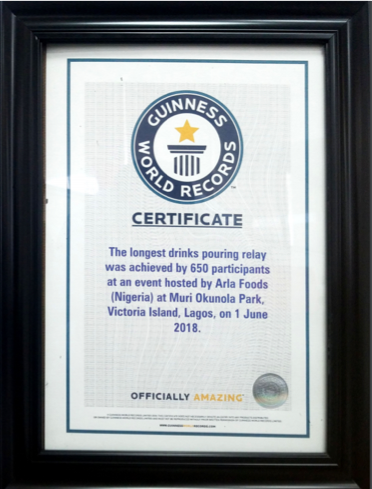 GUINNESS
WORLD RECORDS
CERTIFICATE
The longest drinks pouring relay
was achieved by 650 participants
at an event hosted by Arla Foods
(Nigeria) at Muri Okunola Park,
Victoria Island, Lagos, on 1 June
2018.
OFFICIALLY AMAZING